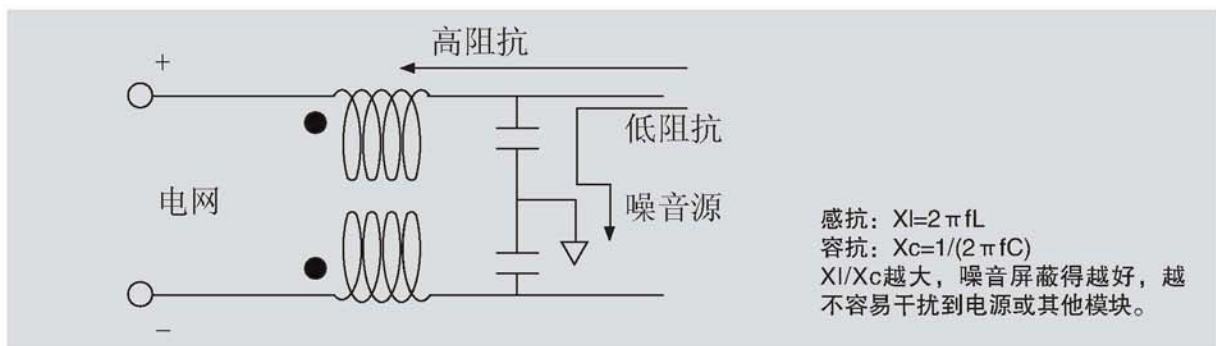 高阻抗
+
低阻抗
电网
噪音源
−
感抗：Xl=2πfL
容抗：Xc=1/(2πfC)
Xl/Xc越大，噪音屏蔽得越好，越
不容易干扰到电源或其他模块。